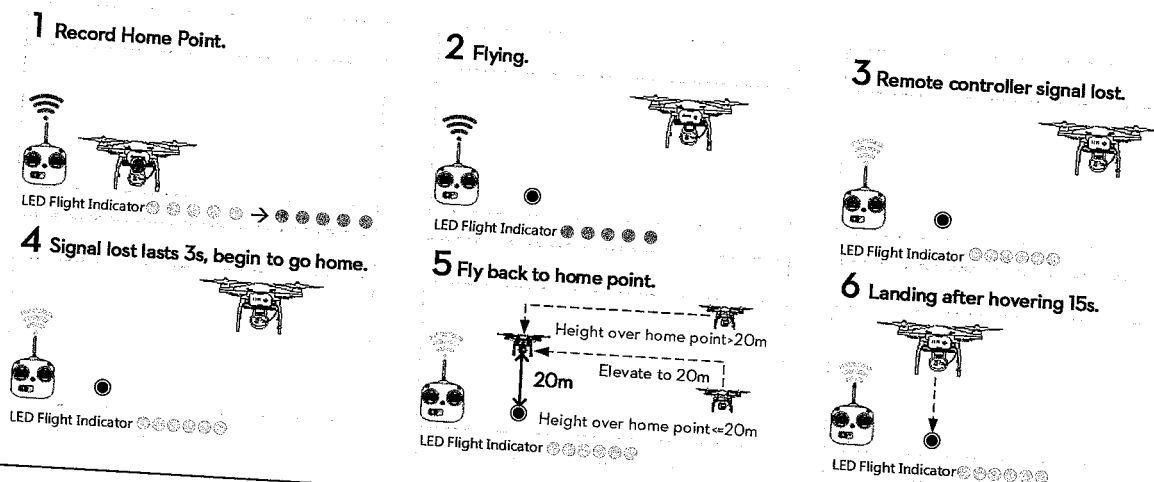 1 Record Home Point.
LED Flight Indicator
2 Flying.
LED Flight Indicator
3 Remote controller signal lost.
LED Flight Indicator
4 Signal lost lasts 3s, begin to go home.
LED Flight Indicator
5 Fly back to home point.
Height over home point>20m
Elevate to 20m
20m
Height over home point<=20m
LED Flight Indicator
6 Landing after hovering 15s.
LED Flight Indicator